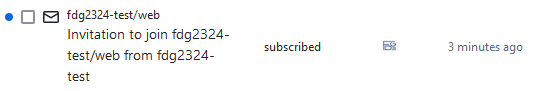 fdg2324-test/web
Invitation to join fdg2324-
test/web from fdg2324-
test
subscribed
3 minutes ago